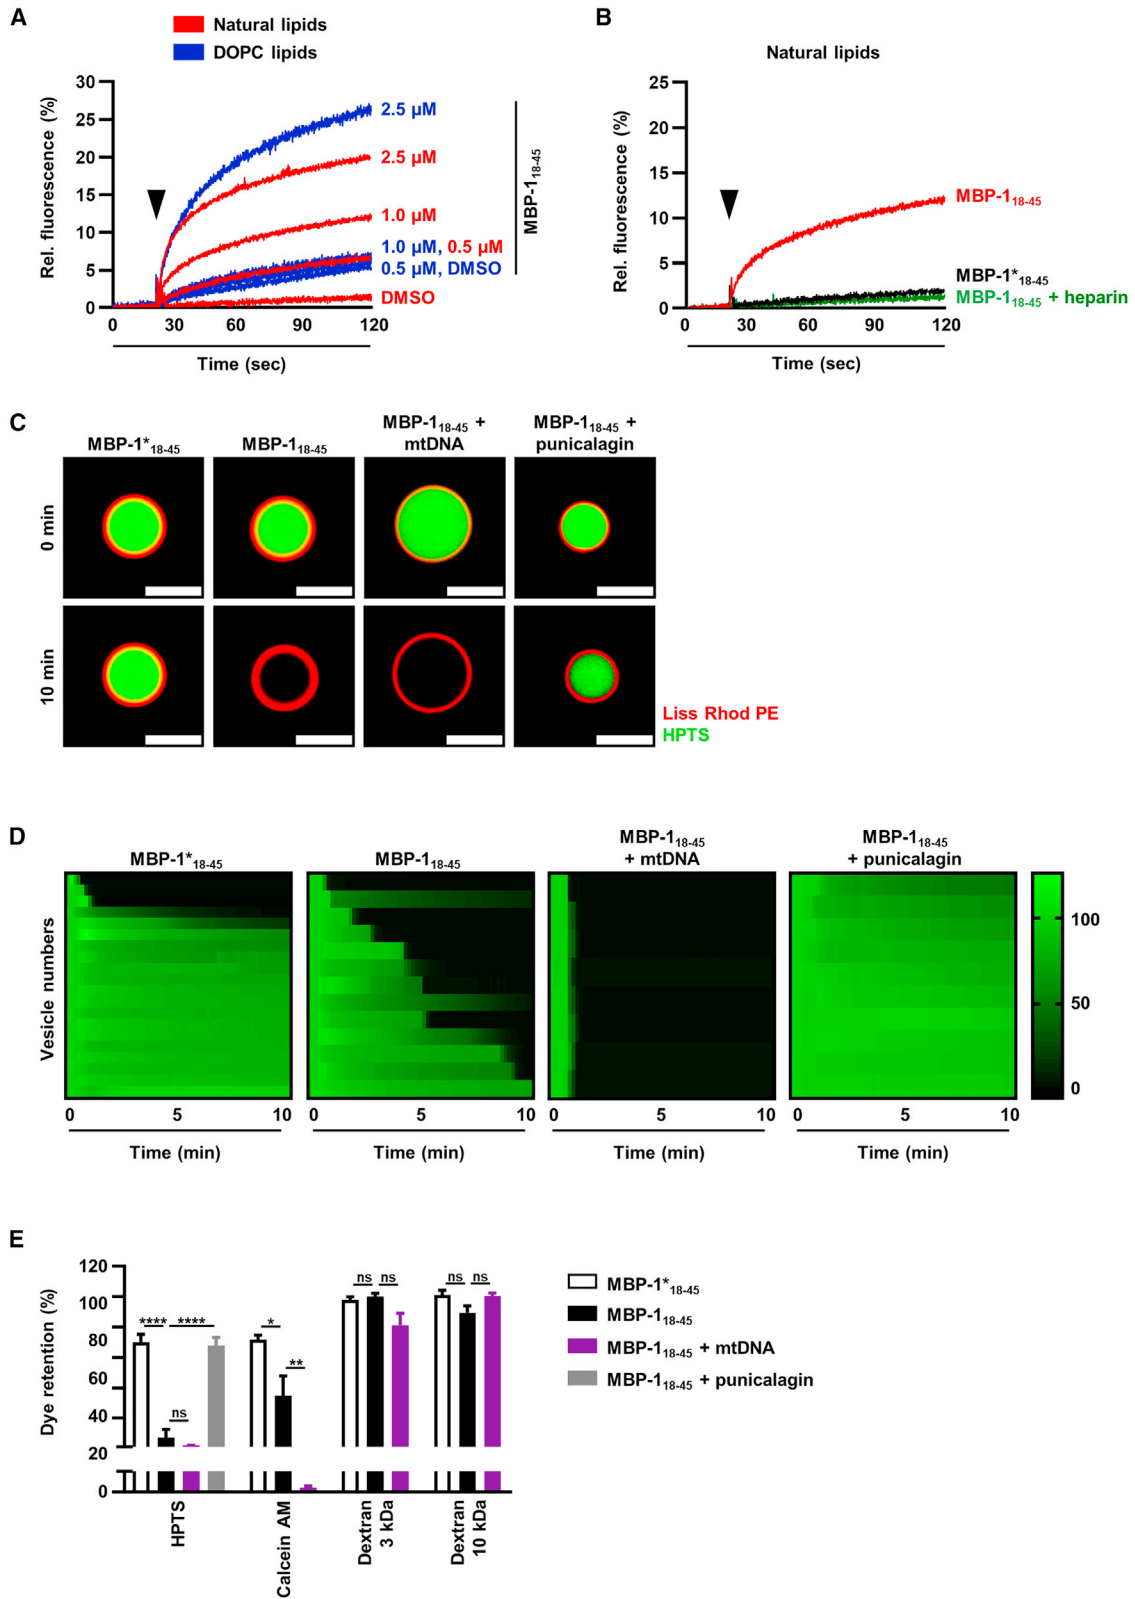 A
Natural lipids
DOPC lipids
Rel. fluorescence (%)
30
25
20
15
10
5
0
0 30 60 90 120
Time (sec)
2.5 µM
2.5 µM
1.0 µM
1.0 µM, 0.5 µM
0.5 µM, DMSO
DMSO
MBP-1₁₈₋₄₅
B
Natural lipids
Rel. fluorescence (%)
25
20
15
10
5
0
0 30 60 90 120
Time (sec)
MBP-1₁₈₋₄₅
MBP-1*₁₈₋₄₅
MBP-1₁₈₋₄₅ + heparin
C
MBP-1*₁₈₋₄₅
MBP-1₁₈₋₄₅
MBP-1₁₈₋₄₅ +
mtDNA
MBP-1₁₈₋₄₅ +
punicalagin
0 min
10 min
Liss Rhod PE
HPTS
D
MBP-1*₁₈₋₄₅
MBP-1₁₈₋₄₅
MBP-1₁₈₋₄₅
+ mtDNA
MBP-1₁₈₋₄₅
+ punicalagin
Vesicle numbers
0 5 10
Time (min)
0 5 10
Time (min)
0 5 10
Time (min)
0 5 10
Time (min)
100
50
0
E
Dye retention (%)
120
100
80
60
40
20
0
**** ****
ns
*
**
ns ns
ns ns
HPTS
Calcein AM
Dextran
3 kDa
Dextran
10 kDa
MBP-1*₁₈₋₄₅
MBP-1₁₈₋₄₅
MBP-1₁₈₋₄₅ + mtDNA
MBP-1₁₈₋₄₅ + punicalagin